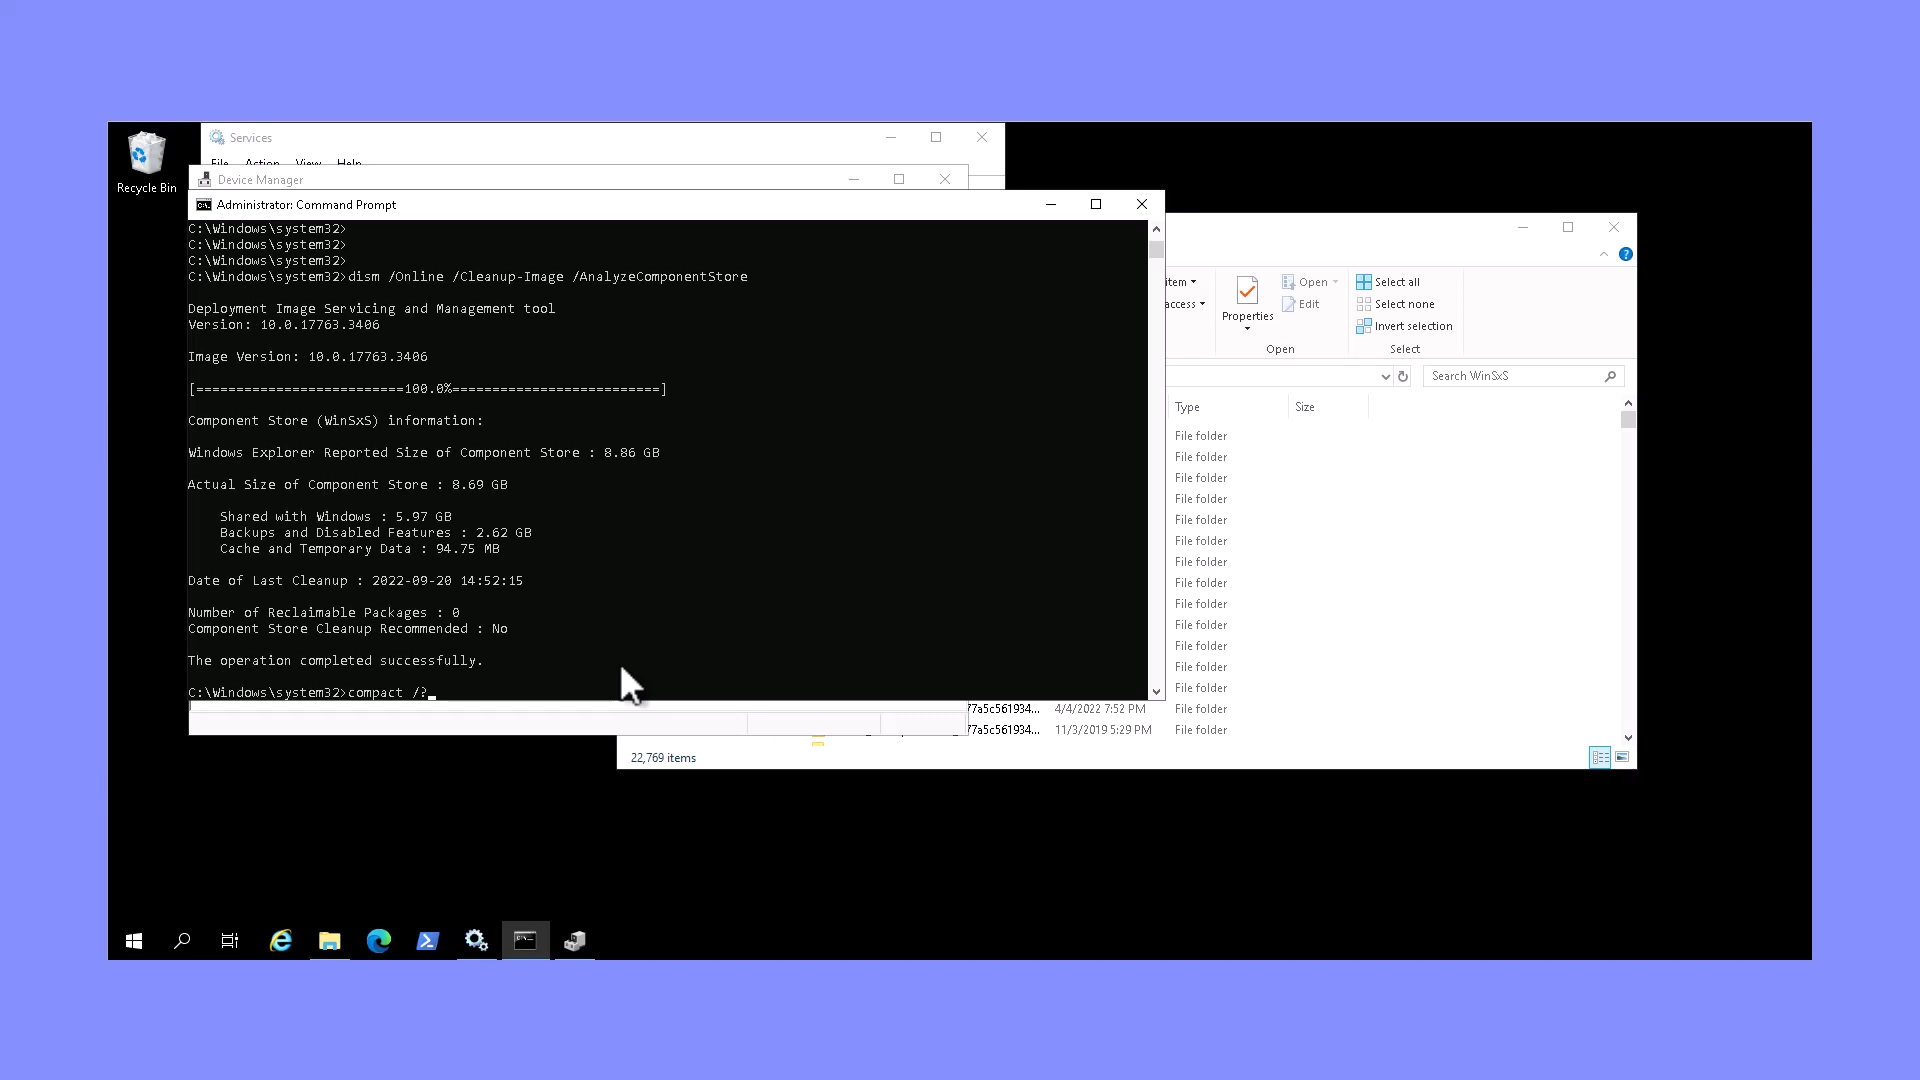 Recycle Bin
Services
File Action View Help
Device Manager
Administrator: Command Prompt
C:\Windows\system32>
C:\Windows\system32>
C:\Windows\system32>
C:\Windows\system32>dism /Online /Cleanup-Image /AnalyzeComponentStore
Deployment Image Servicing and Management tool
Version: 10.0.17763.3406
Image Version: 10.0.17763.3406
[==========================100.0%==========================]
Component Store (WinSxS) information:
Windows Explorer Reported Size of Component Store : 8.86 GB
Actual Size of Component Store : 8.69 GB
Shared with Windows : 5.97 GB
Backups and Disabled Features : 2.62 GB
Cache and Temporary Data : 94.75 MB
Date of Last Cleanup : 2022-09-20 14:52:15
Number of Reclaimable Packages : 0
Component Store Cleanup Recommended : No
The operation completed successfully.
C:\Windows\system32>compact /?_
item
access
Properties
Open
Edit
Open
Select all
Select none
Invert selection
Select
Search WinSxS
Type Size
File folder
File folder
File folder
File folder
File folder
File folder
File folder
File folder
File folder
File folder
File folder
File folder
File folder
77a5c561934... 4/4/2022 7:52 PM File folder
77a5c561934... 11/3/2019 5:29 PM File folder
22,769 items